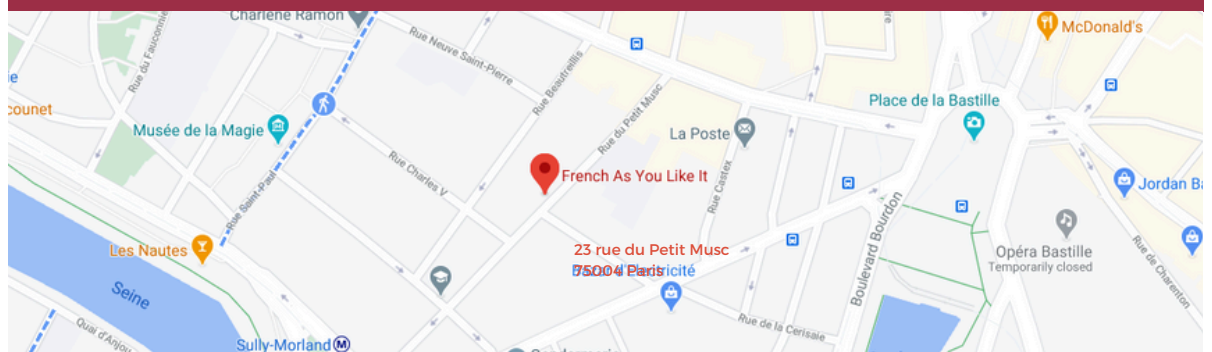 Charlene Ramon
McDonald's
Rue du Fauconnier
Rue Neuve Saint-Pierre
Rue Beautreillis
Rue du Petit Musc
Place de la Bastille
counet
Musée de la Magie
La Poste
Rue Charles V
French As You Like It
Rue Castex
Jordan Ba
Rue Saint-Paul
Boulevard Bourdon
Les Nautes
23 rue du Petit Musc
75004 Paris
Opéra Bastille
Temporarily closed
Rue de Charenton
Seine
Rue de la Cerisaie
Quai d'Anjou
Sully-Morland M